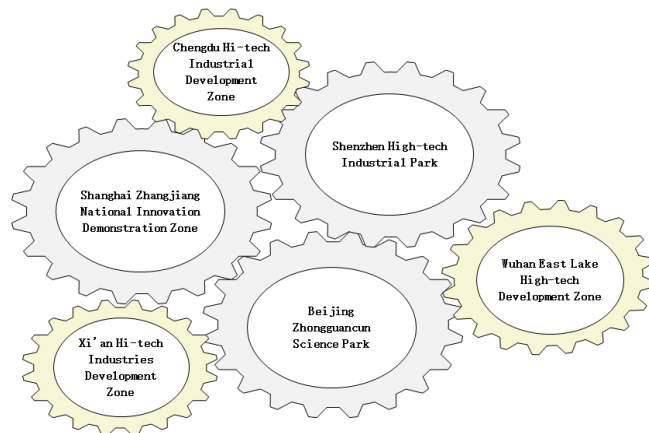 Chengdu Hi-tech
Industrial
Development
Zone
Shenzhen High-tech
Industrial Park
Shanghai Zhangjiang
National Innovation
Demonstration Zone
Wuhan East Lake
High-tech
Development Zone
Beijing
Zhongguancun
Science Park
Xi'an Hi-tech
Industries
Development
Zone